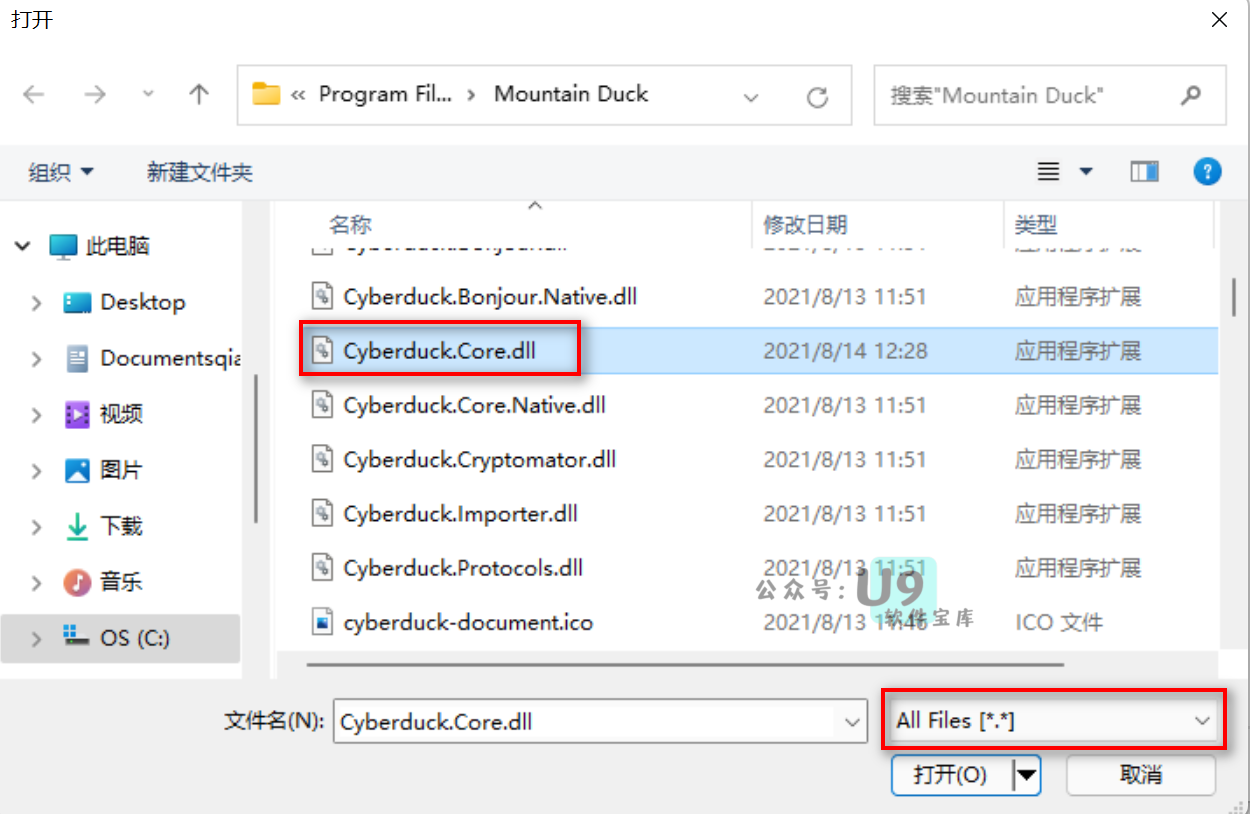 打开
« Program Fil... › Mountain Duck
搜索"Mountain Duck"
组织
新建文件夹
名称 修改日期 类型
此电脑
Desktop
Documentsqia
视频
图片
下载
音乐
OS (C:)
Cyberduck.Bonjour.Native.dll 2021/8/13 11:51 应用程序扩展
Cyberduck.Core.dll 2021/8/14 12:28 应用程序扩展
Cyberduck.Core.Native.dll 2021/8/13 11:51 应用程序扩展
Cyberduck.Cryptomator.dll 2021/8/13 11:51 应用程序扩展
Cyberduck.Importer.dll 2021/8/13 11:51 应用程序扩展
Cyberduck.Protocols.dll 2021/8/13 11:51 应用程序扩展
cyberduck-document.ico 2021/8/13 11:46 ICO 文件
公众号: U9
软件宝库
文件名(N): Cyberduck.Core.dll All Files [*.*]
打开(O) 取消